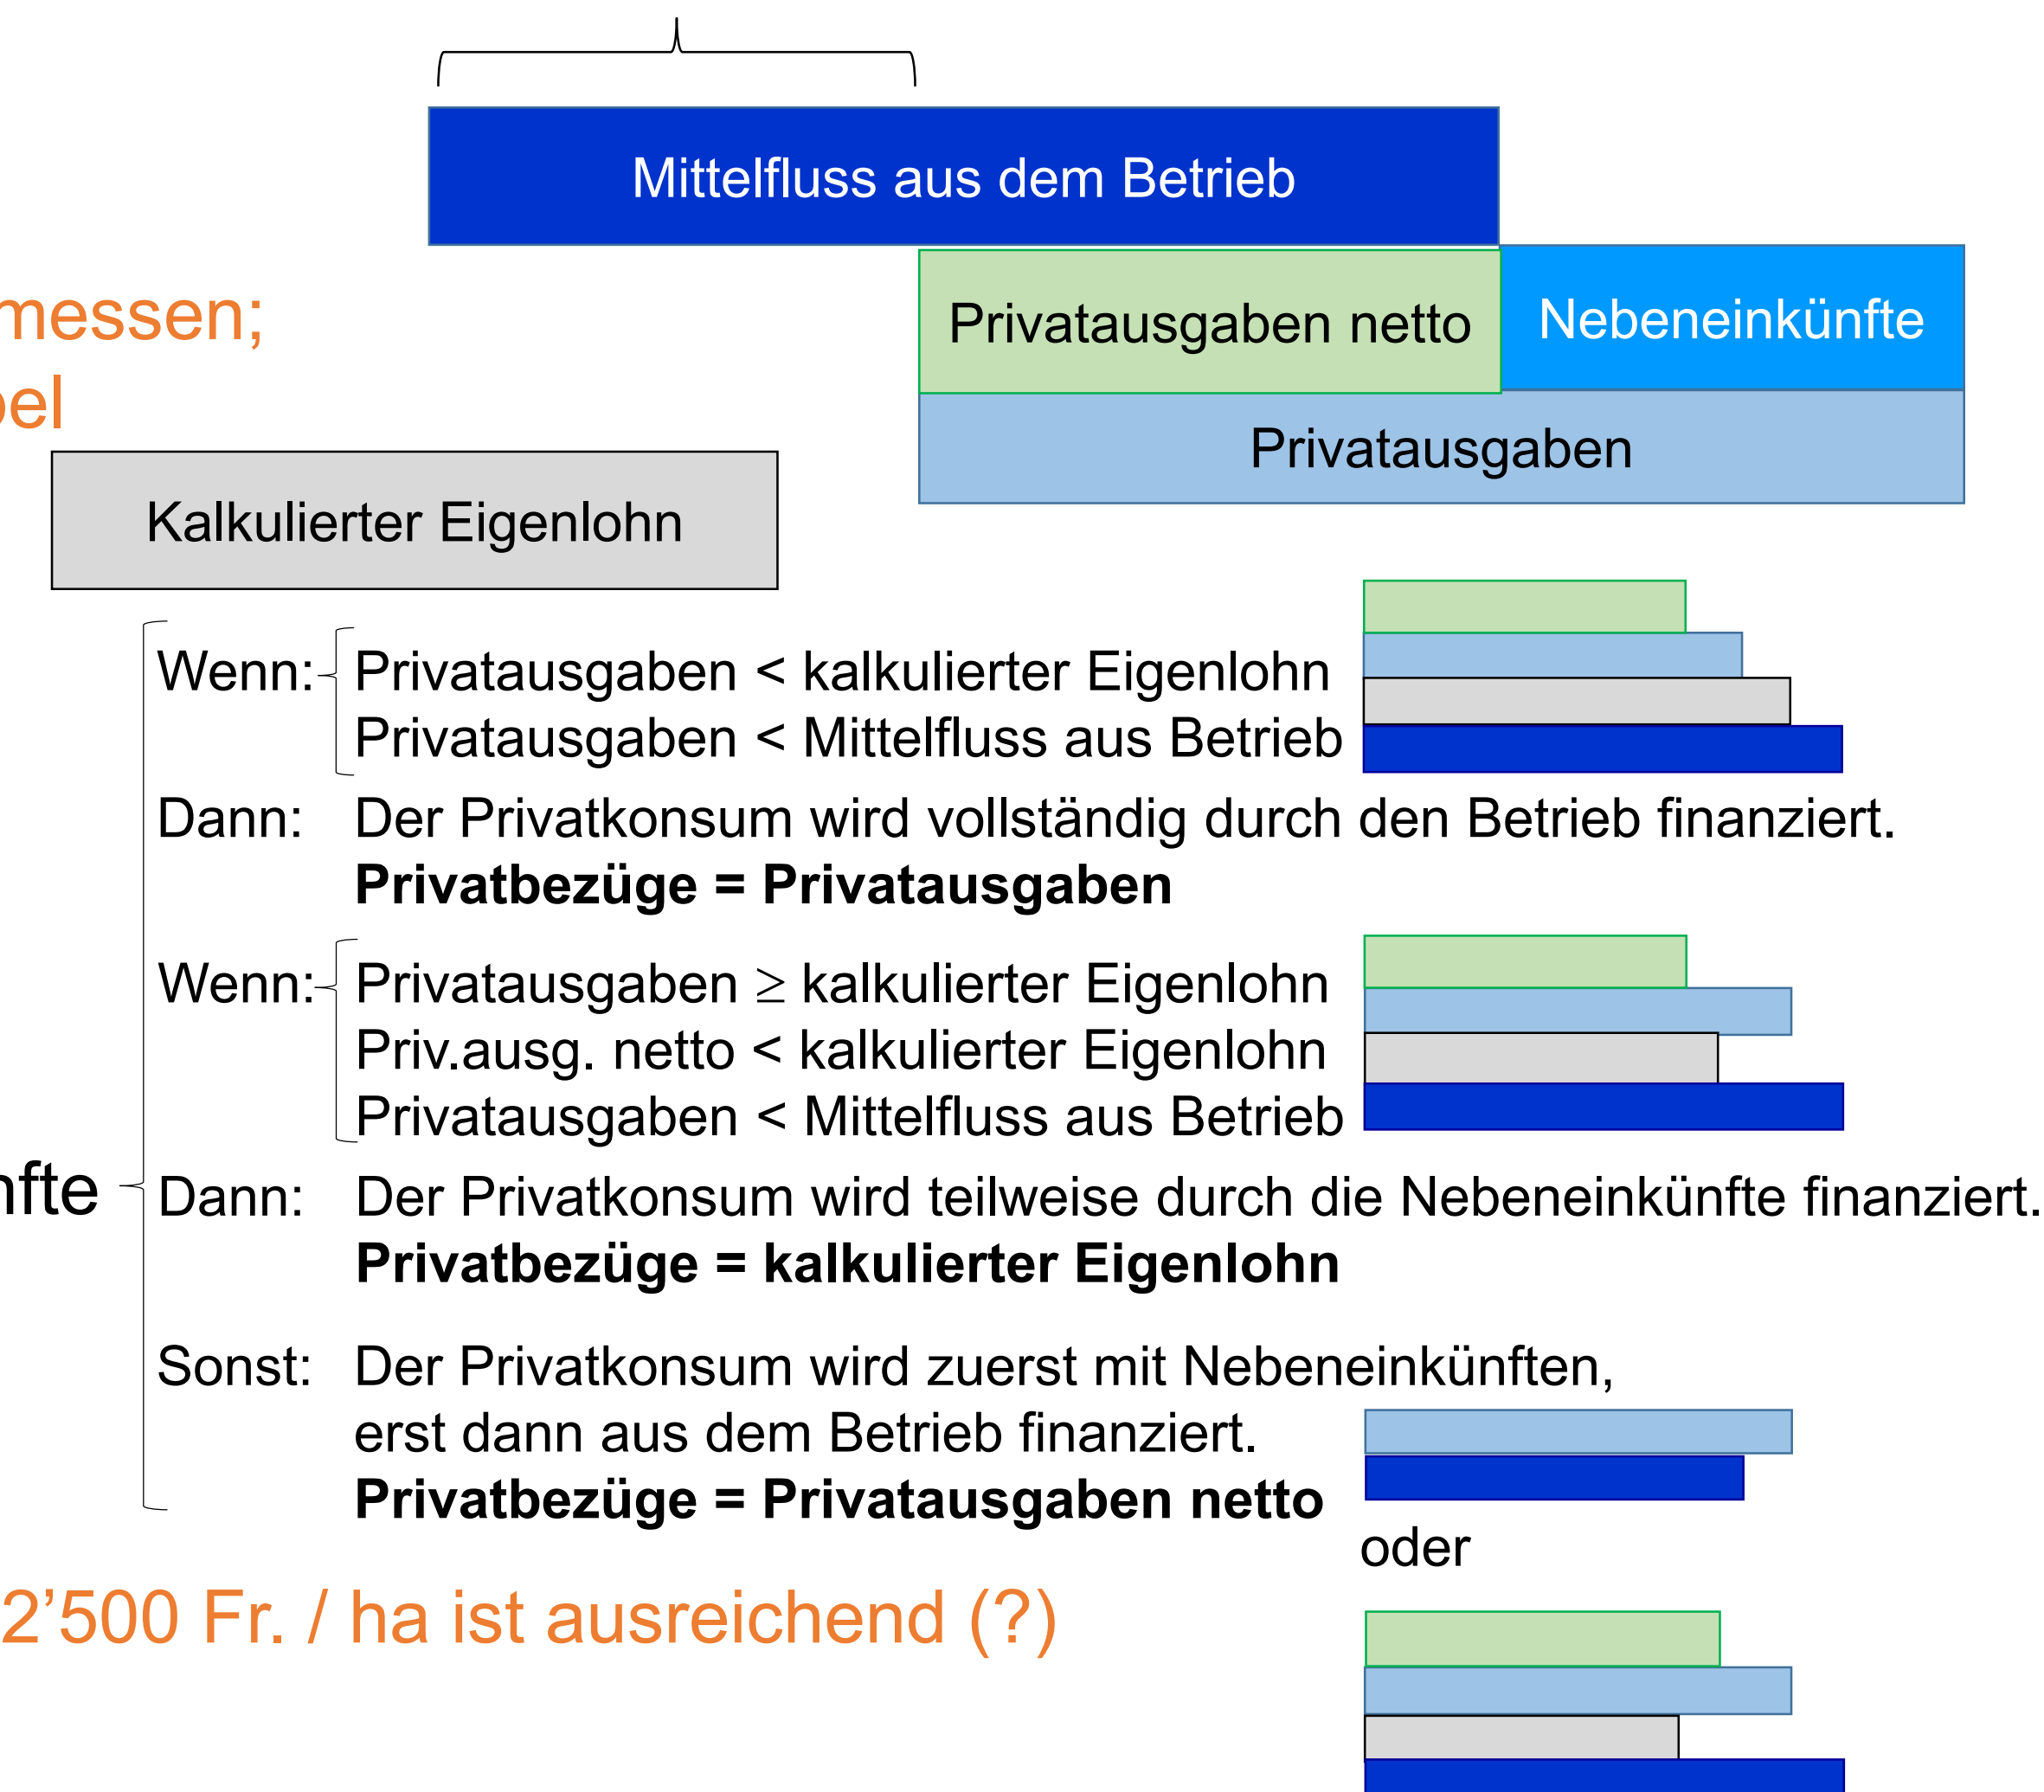 Mittelfluss aus dem Betrieb
Privatausgaben netto
Nebeneinkünfte
Privatausgaben
Kalkulierter Eigenlohn
Wenn: Privatausgaben < kalkulierter Eigenlohn
Privatausgaben < Mittelfluss aus Betrieb
Dann: Der Privatkonsum wird vollständig durch den Betrieb finanziert.
Privatbezüge = Privatausgaben
Wenn: Privatausgaben ≥ kalkulierter Eigenlohn
Priv.ausg. netto < kalkulierter Eigenlohn
Privatausgaben < Mittelfluss aus Betrieb
Dann: Der Privatkonsum wird teilweise durch die Nebeneinkünfte finanziert.
Privatbezüge = kalkulierter Eigenlohn
Sonst: Der Privatkonsum wird zuerst mit Nebeneinkünften,
erst dann aus dem Betrieb finanziert.
Privatbezüge = Privatausgaben netto
oder
2’500 Fr. / ha ist ausreichend (?)